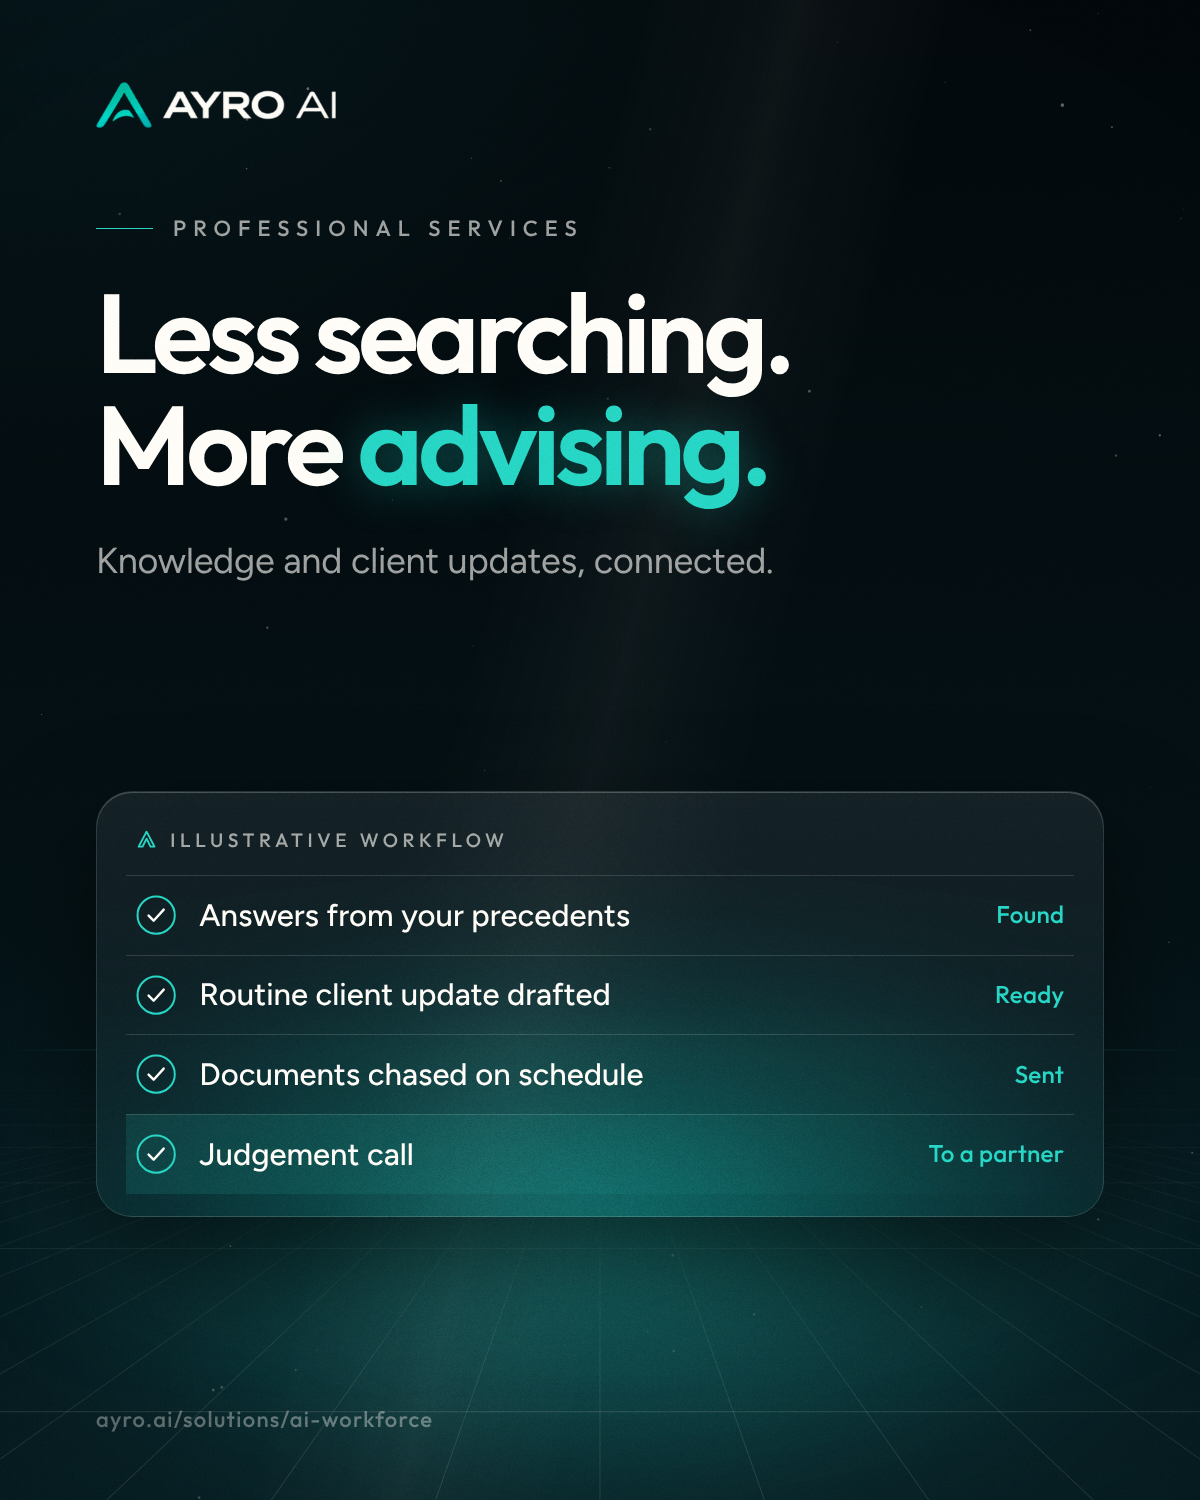 AYRO AI
PROFESSIONAL SERVICES
Less searching.
More advising.
Knowledge and client updates, connected.
ILLUSTRATIVE WORKFLOW
Answers from your precedents Found
Routine client update drafted Ready
Documents chased on schedule Sent
Judgement call To a partner
ayro.ai/solutions/ai-workforce